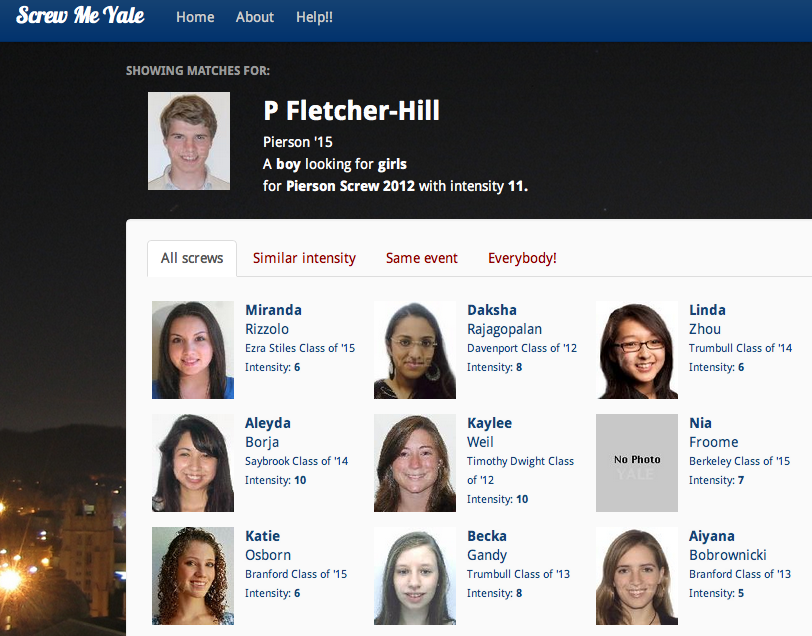 Screw Me Yale Home About Help!!
SHOWING MATCHES FOR:
P Fletcher-Hill
Pierson '15
A boy looking for girls
for Pierson Screw 2012 with intensity 11.
All screws Similar intensity Same event Everybody!
Miranda
Rizzolo
Ezra Stiles Class of '15
Intensity: 6
Daksha
Rajagopalan
Davenport Class of '12
Intensity: 8
Linda
Zhou
Trumbull Class of '14
Intensity: 6
Aleyda
Borja
Saybrook Class of '14
Intensity: 10
Kaylee
Weil
Timothy Dwight Class
of '12
Intensity: 10
No Photo
YALE
Nia
Froome
Berkeley Class of '15
Intensity: 7
Katie
Osborn
Branford Class of '15
Intensity: 6
Becka
Gandy
Trumbull Class of '13
Intensity: 8
Aiyana
Bobrownicki
Branford Class of '13
Intensity: 5